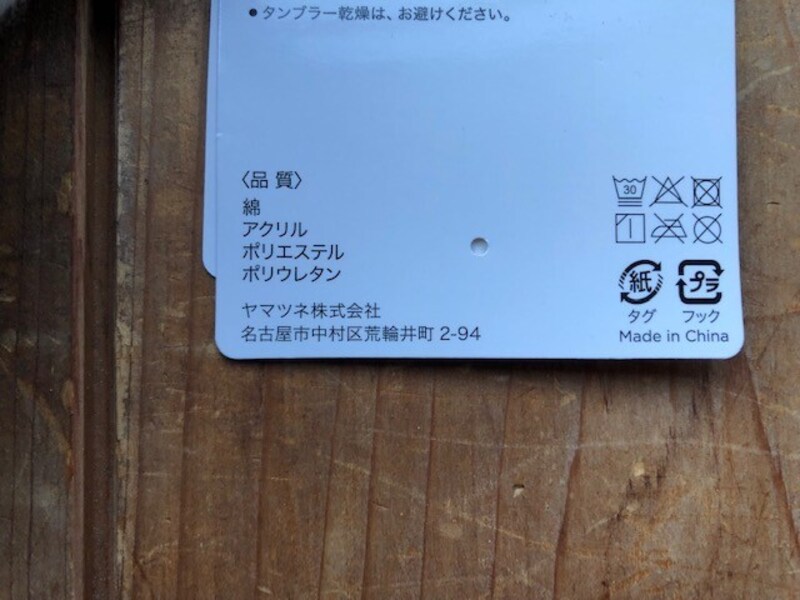 ● タンブラー乾燥は、お避けください。
〈品 質〉
綿
アクリル
ポリエステル
ポリウレタン
ヤマツネ株式会社
名古屋市中村区荒輪井町 2-94
30
紙
プラ
タグ
フック
Made in China